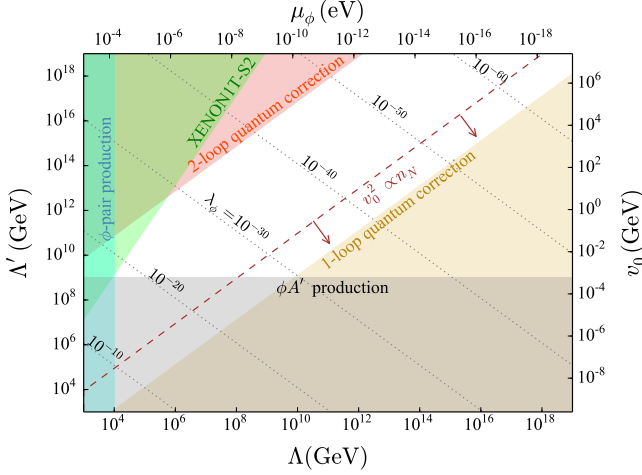 μ_ϕ (eV)
10^-4 10^-6 10^-8 10^-10 10^-12 10^-14 10^-16 10^-18
10^18
10^16
10^14
10^12
10^10
10^8
10^6
10^4
Λ′ (GeV)
10^6
10^4
10^2
10^0
10^-2
10^-4
10^-6
10^-8
v_0 (GeV)
ϕ-pair production
XENON1T-S2
2-loop quantum correction
10^-60
10^-50
10^-40
λ_ϕ = 10^-30
10^-20
10^-10
v_0^2 ∝ n_N
1-loop quantum correction
ϕA′ production
10^4 10^6 10^8 10^10 10^12 10^14 10^16 10^18
Λ(GeV)